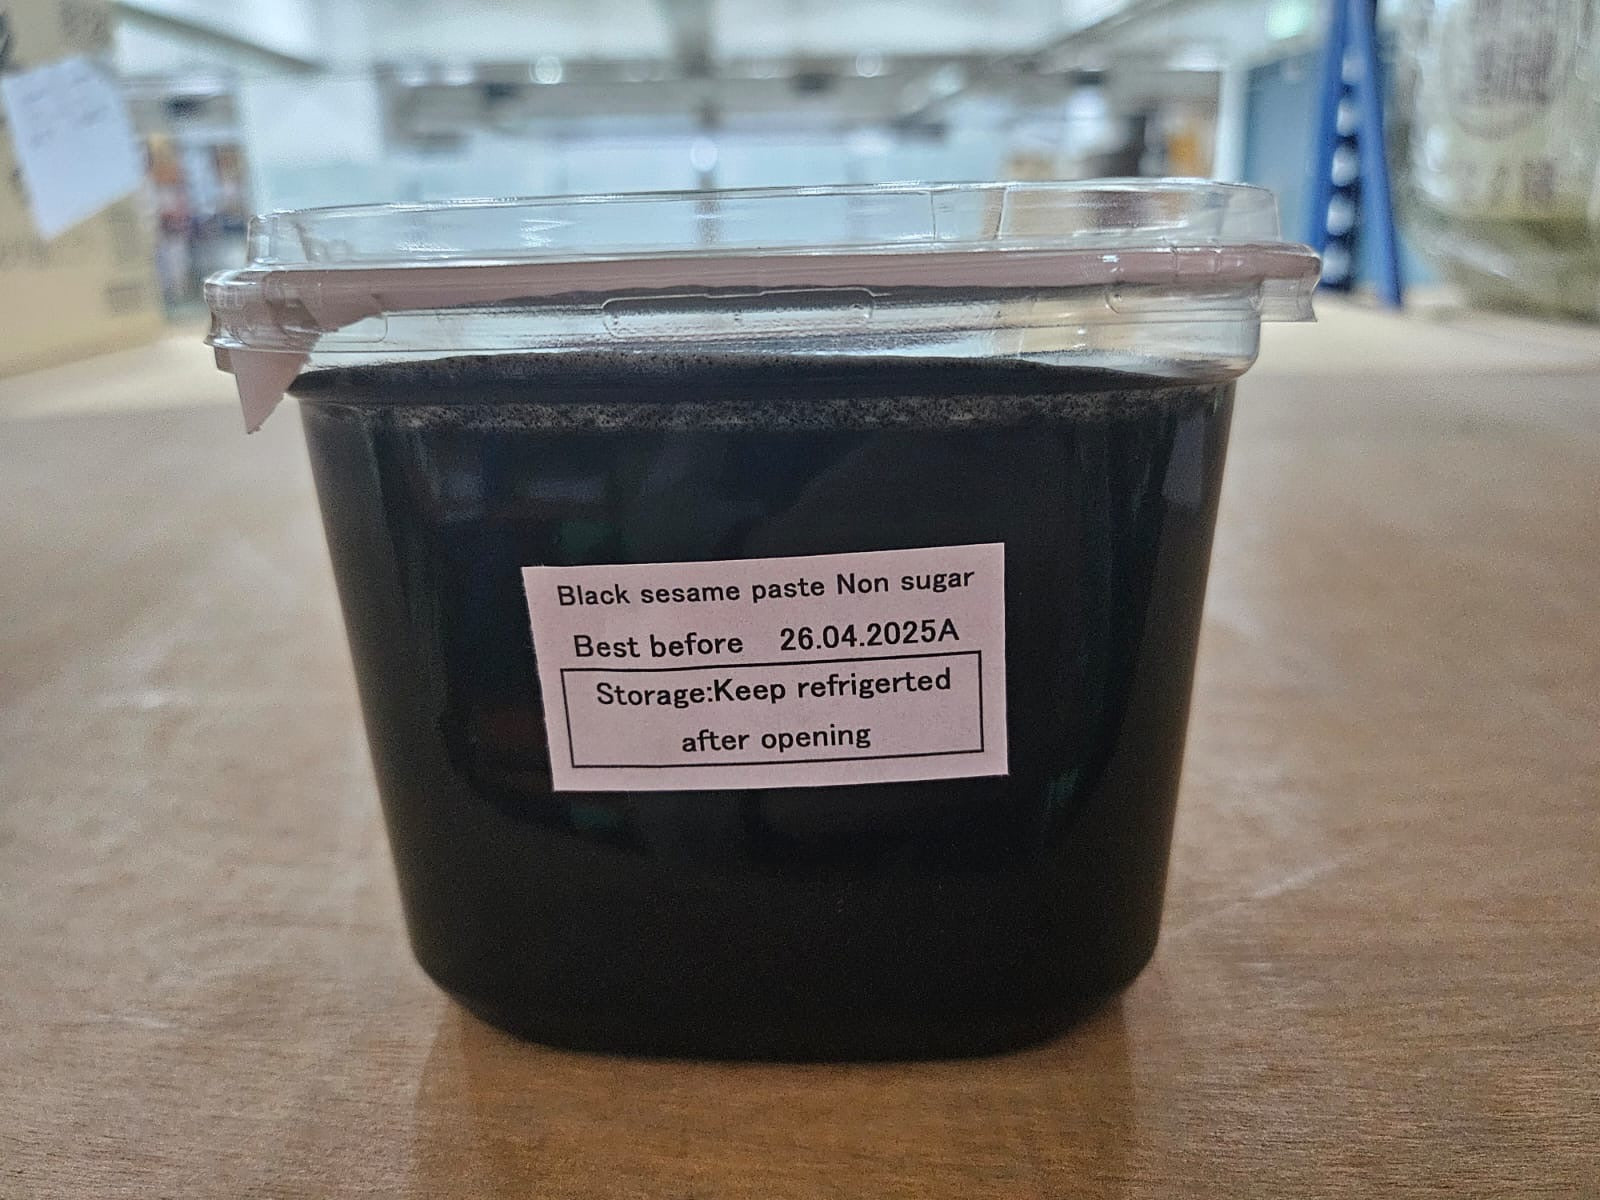 Black sesame paste Non sugar
Best before 26.04.2025A
Storage:Keep refrigerted
after opening